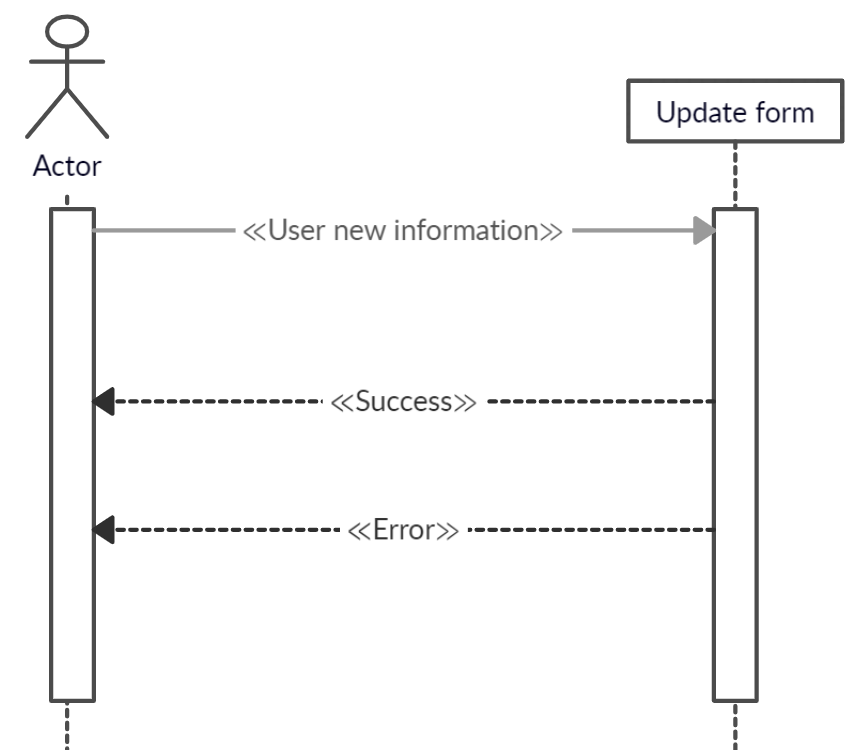 Actor
Update form
≪User new information≫
≪Success≫
≪Error≫